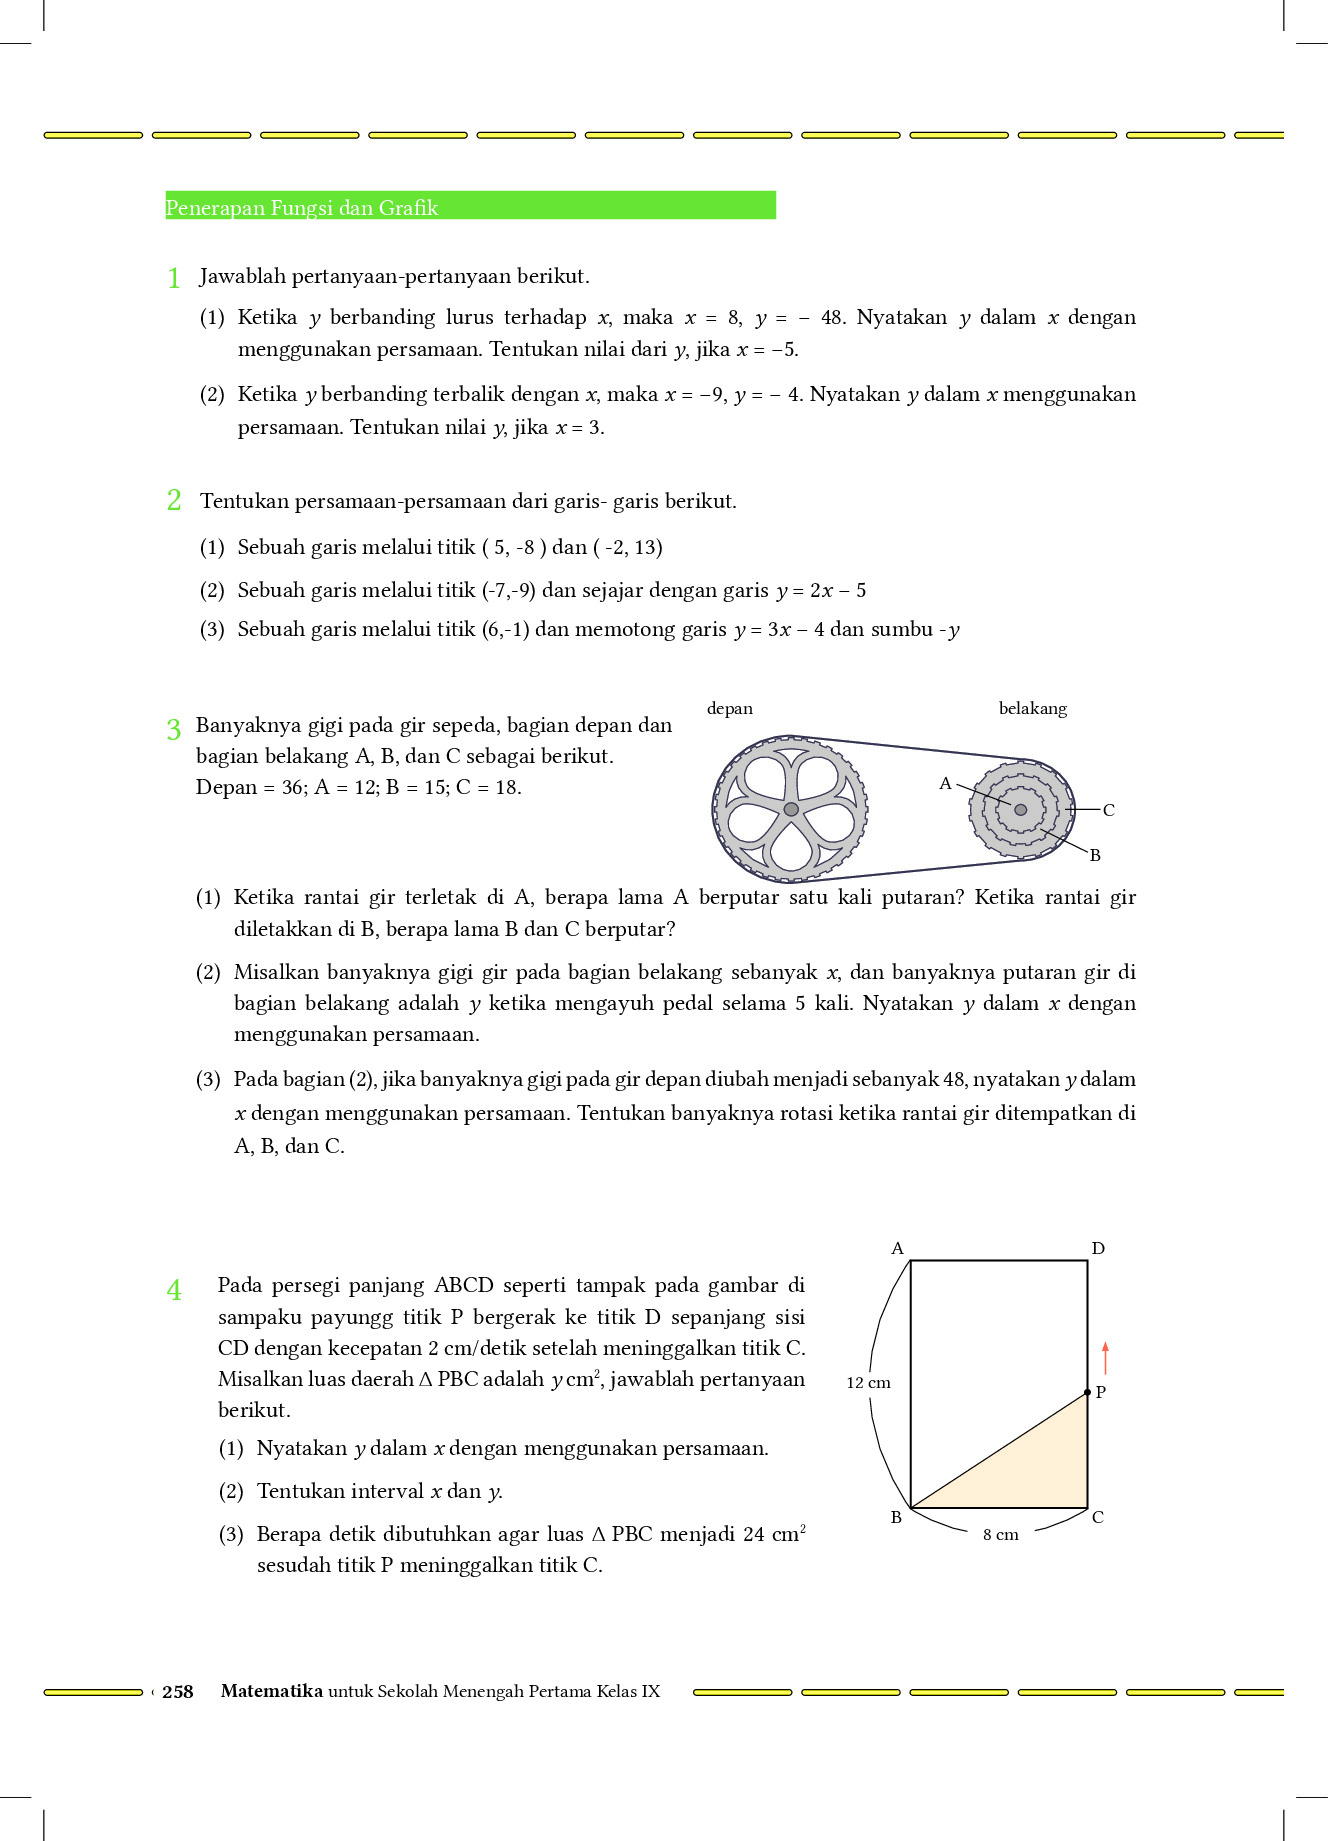 Penerapan Fungsi dan Grafik
1 Jawablah pertanyaan-pertanyaan berikut.
(1) Ketika y berbanding lurus terhadap x, maka x = 8, y = – 48. Nyatakan y dalam x dengan
menggunakan persamaan. Tentukan nilai dari y, jika x = –5.
(2) Ketika y berbanding terbalik dengan x, maka x = –9, y = – 4. Nyatakan y dalam x menggunakan
persamaan. Tentukan nilai y, jika x = 3.
2 Tentukan persamaan-persamaan dari garis- garis berikut.
(1) Sebuah garis melalui titik ( 5, -8 ) dan ( -2, 13)
(2) Sebuah garis melalui titik (-7,-9) dan sejajar dengan garis y = 2x – 5
(3) Sebuah garis melalui titik (6,-1) dan memotong garis y = 3x – 4 dan sumbu -y
3 Banyaknya gigi pada gir sepeda, bagian depan dan
bagian belakang A, B, dan C sebagai berikut.
Depan = 36; A = 12; B = 15; C = 18.
depan
belakang
A
C
B
(1) Ketika rantai gir terletak di A, berapa lama A berputar satu kali putaran? Ketika rantai gir
diletakkan di B, berapa lama B dan C berputar?
(2) Misalkan banyaknya gigi gir pada bagian belakang sebanyak x, dan banyaknya putaran gir di
bagian belakang adalah y ketika mengayuh pedal selama 5 kali. Nyatakan y dalam x dengan
menggunakan persamaan.
(3) Pada bagian (2), jika banyaknya gigi pada gir depan diubah menjadi sebanyak 48, nyatakan y dalam
x dengan menggunakan persamaan. Tentukan banyaknya rotasi ketika rantai gir ditempatkan di
A, B, dan C.
4 Pada persegi panjang ABCD seperti tampak pada gambar di
sampaku payungg titik P bergerak ke titik D sepanjang sisi
CD dengan kecepatan 2 cm/detik setelah meninggalkan titik C.
Misalkan luas daerah Δ PBC adalah y cm², jawablah pertanyaan
berikut.
(1) Nyatakan y dalam x dengan menggunakan persamaan.
(2) Tentukan interval x dan y.
(3) Berapa detik dibutuhkan agar luas Δ PBC menjadi 24 cm²
sesudah titik P meninggalkan titik C.
A
D
12 cm
P
B
C
8 cm
258 Matematika untuk Sekolah Menengah Pertama Kelas IX